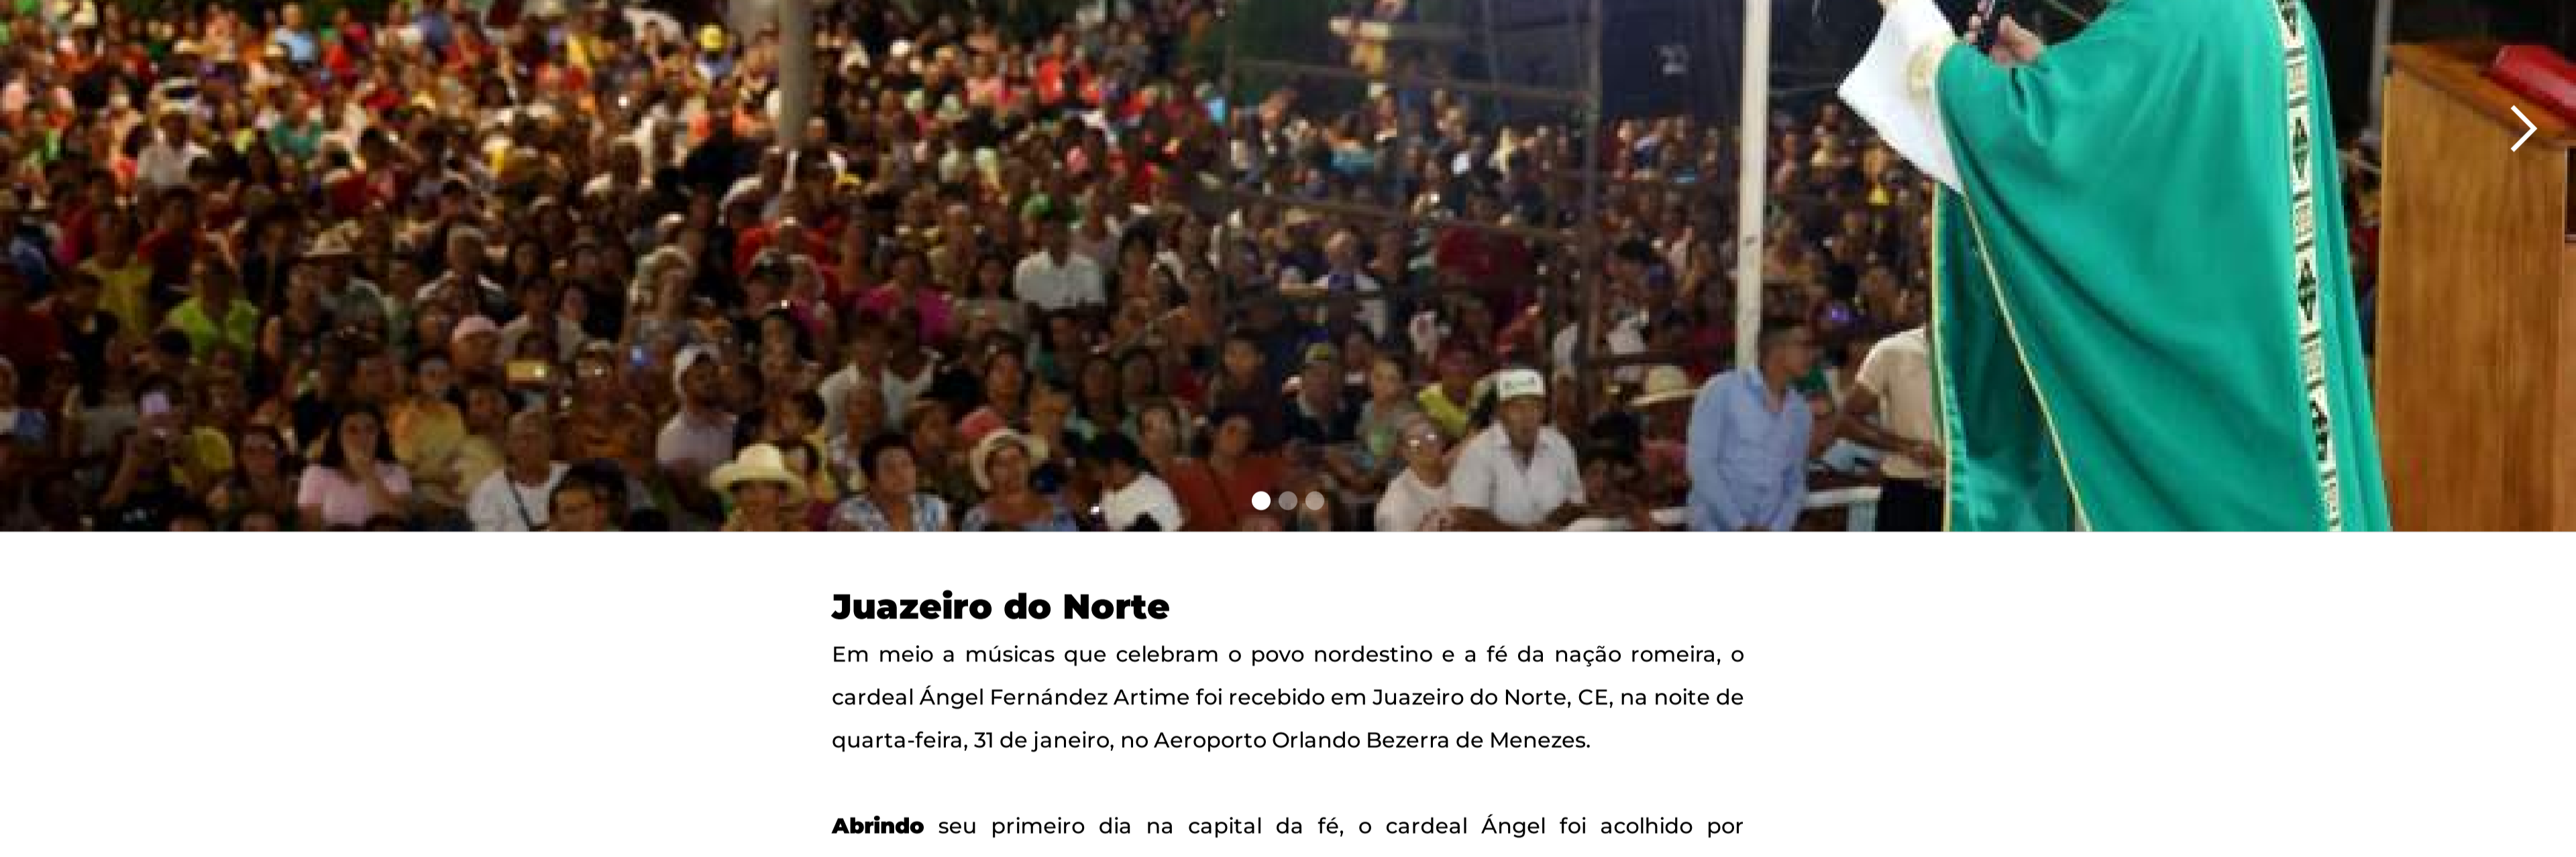 Juazeiro do Norte
Em meio a músicas que celebram o povo nordestino e a fé da nação romeira, o
cardeal Ángel Fernández Artime foi recebido em Juazeiro do Norte, CE, na noite de
quarta-feira, 31 de janeiro, no Aeroporto Orlando Bezerra de Menezes.
Abrindo seu primeiro dia na capital da fé, o cardeal Ángel foi acolhido por